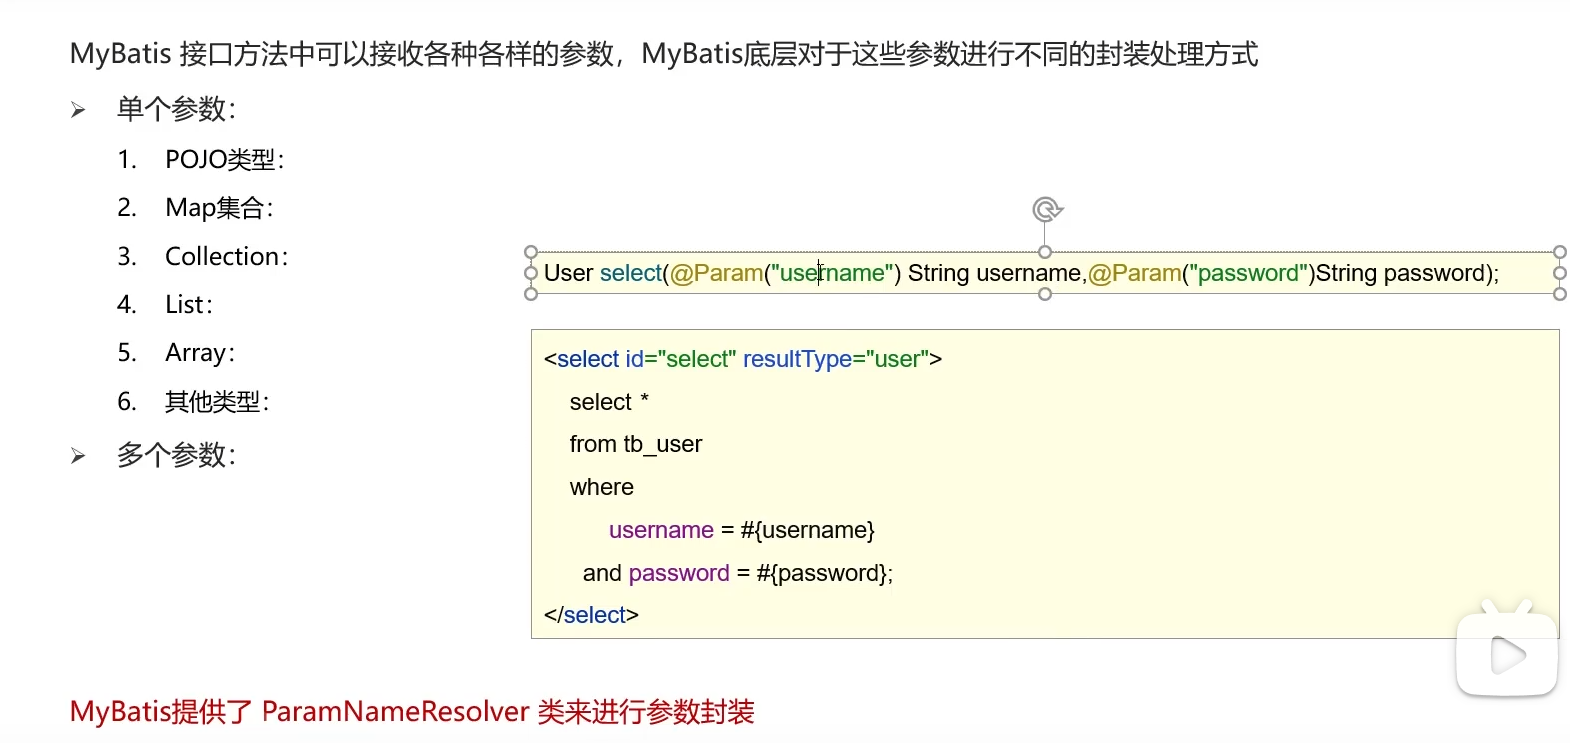 MyBatis 接口方法中可以接收各种各样的参数，MyBatis底层对于这些参数进行不同的封装处理方式
➢ 单个参数：
1. POJO类型：
2. Map集合：
3. Collection：
4. List：
5. Array：
6. 其他类型：
➢ 多个参数：
User select(@Param("username") String username,@Param("password")String password);
<select id="select" resultType="user">
select *
from tb_user
where
username = #{username}
and password = #{password};
</select>
MyBatis提供了 ParamNameResolver 类来进行参数封装